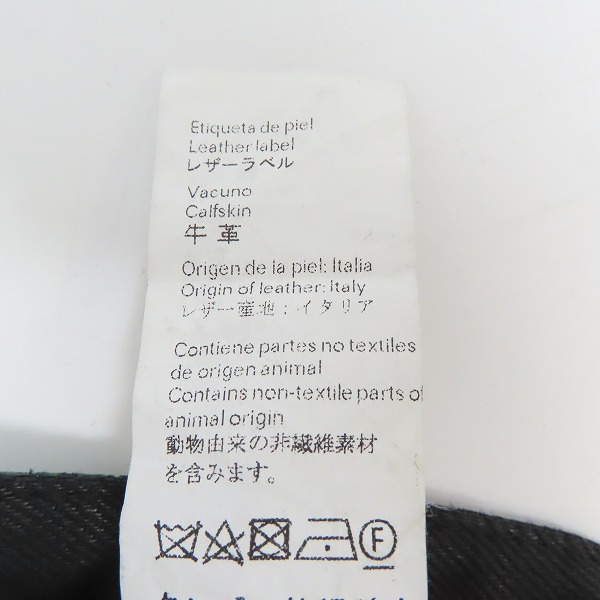 Etiqueta de piel
Leather label
レザーラベル
Vacuno
Calfskin
牛革
Origen de la piel: Italia
Origin of leather: Italy
レザー産地：イタリア
Contiene partes no textiles
de origen animal
Contains non-textile parts of
animal origin
動物由来の非繊維素材
を含みます。
F